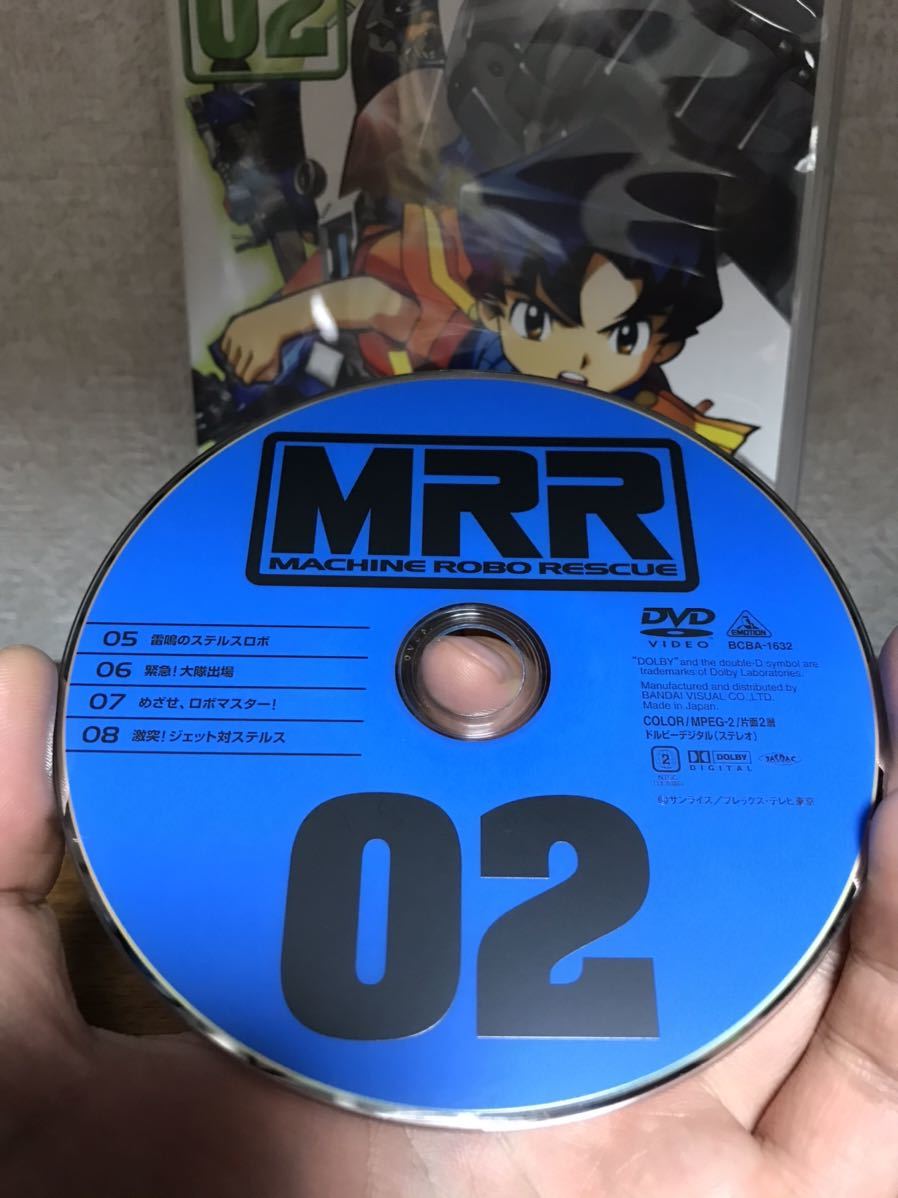 02
MRR
MACHINE ROBO RESCUE
05 雷鳴のステルスロボ
06 緊急！大隊出場
07 めざせ、ロボマスター！
08 激突！ジェット対ステルス
DVD
VIDEO
EMOTION
BCBA-1632
"DOLBY" and the double-D symbol are
trademarks of Dolby Laboratories.
Manufactured and distributed by
BANDAI VISUAL CO.,LTD.
Made in Japan.
COLOR/MPEG-2/片面2層
ドルビーデジタル(ステレオ)
2
DOLBY
DIGITAL
NTSC
JASRAC
©サンライズ／プレックス・テレビ東京
02